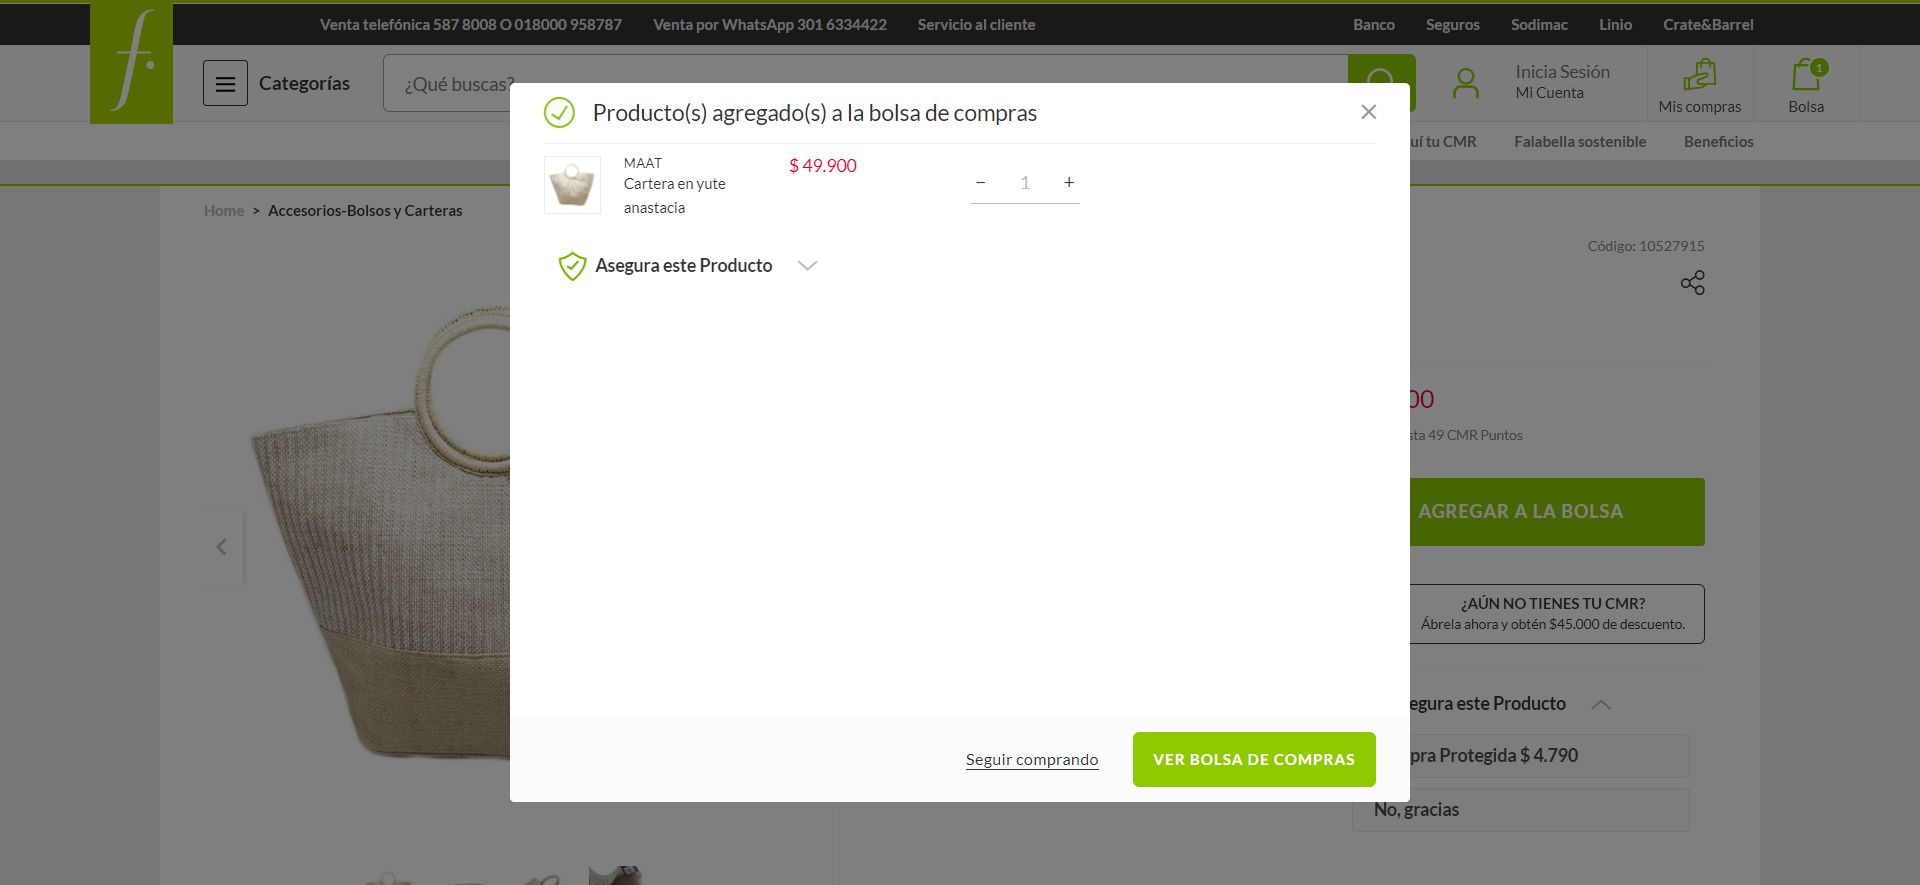 Venta telefónica 587 8008 O 018000 958787
Venta por WhatsApp 301 6334422
Servicio al cliente
Banco
Seguros
Sodimac
Linio
Crate&Barrel
f.
Categorías
¿Qué buscas?
Inicia Sesión
Mi Cuenta
Mis compras
1
Bolsa
uí tu CMR
Falabella sostenible
Beneficios
Home > Accesorios-Bolsos y Carteras
Producto(s) agregado(s) a la bolsa de compras
MAAT
Cartera en yute
anastacia
$ 49.900
− 1 +
Asegura este Producto
Seguir comprando
VER BOLSA DE COMPRAS
Código: 10527915
00
sta 49 CMR Puntos
AGREGAR A LA BOLSA
¿AÚN NO TIENES TU CMR?
Ábrela ahora y obtén $45.000 de descuento.
egura este Producto
pra Protegida $ 4.790
No, gracias